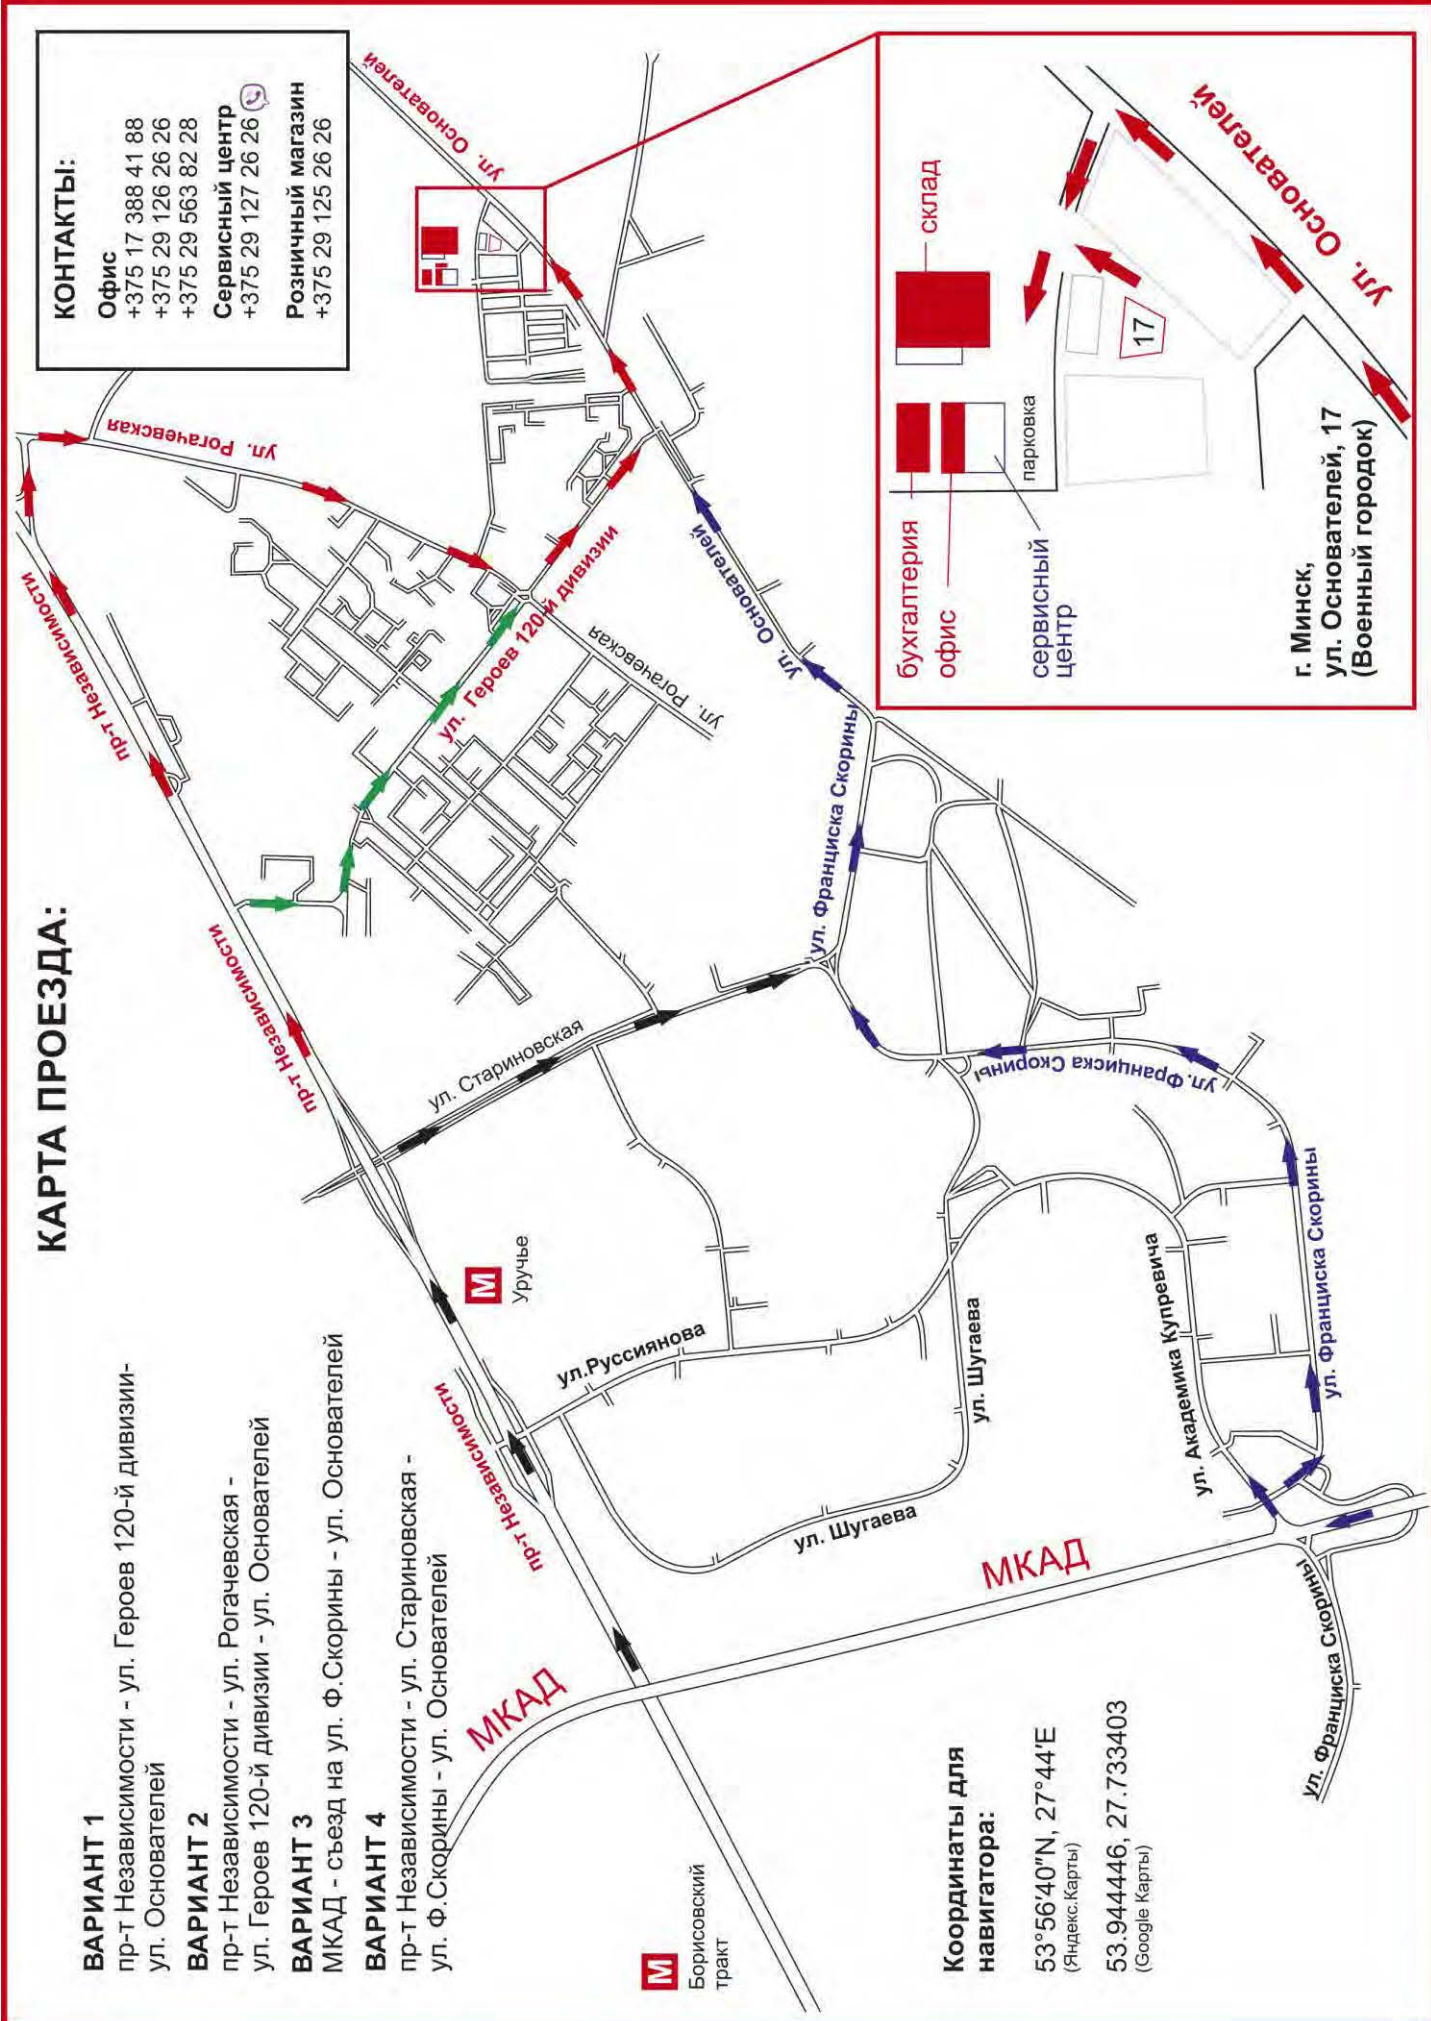 КАРТА ПРОЕЗДА:
ВАРИАНТ 1
пр-т Независимости - ул. Героев 120-й дивизии-
ул. Основателей
ВАРИАНТ 2
пр-т Независимости - ул. Рогачевская -
ул. Героев 120-й дивизии - ул. Основателей
ВАРИАНТ 3
МКАД - съезд на ул. Ф.Скорины - ул. Основателей
ВАРИАНТ 4
пр-т Независимости - ул. Стариновская -
ул. Ф.Скорины - ул. Основателей
КОНТАКТЫ:
Офис
+375 17 388 41 88
+375 29 126 26 26
+375 29 563 82 28
Сервисный центр
+375 29 127 26 26
Розничный магазин
+375 29 125 26 26
пр-т Независимости
пр-т Независимости
пр-т Независимости
пр-т Независимости
ул. Рогачевская
ул. Основателей
ул. Героев 120-й дивизии
ул. Рогачевская
ул. Стариновская
ул. Основателей
М
Уручье
ул.Руссиянова
ул. Франциска Скорины
ул. Шугаева
ул. Шугаева
ул. Франциска Скорины
ул. Академика Купревича
ул. Франциска Скорины
МКАД
МКАД
ул. Франциска Скорины
М
Борисовский
тракт
Координаты для
навигатора:
53°56'40"N, 27°44'E
(Яндекс.Карты)
53.944446, 27.733403
(Google Карты)
бухгалтерия
офис
сервисный
центр
склад
парковка
17
ул. Основателей
г. Минск,
ул. Основателей, 17
(Военный городок)